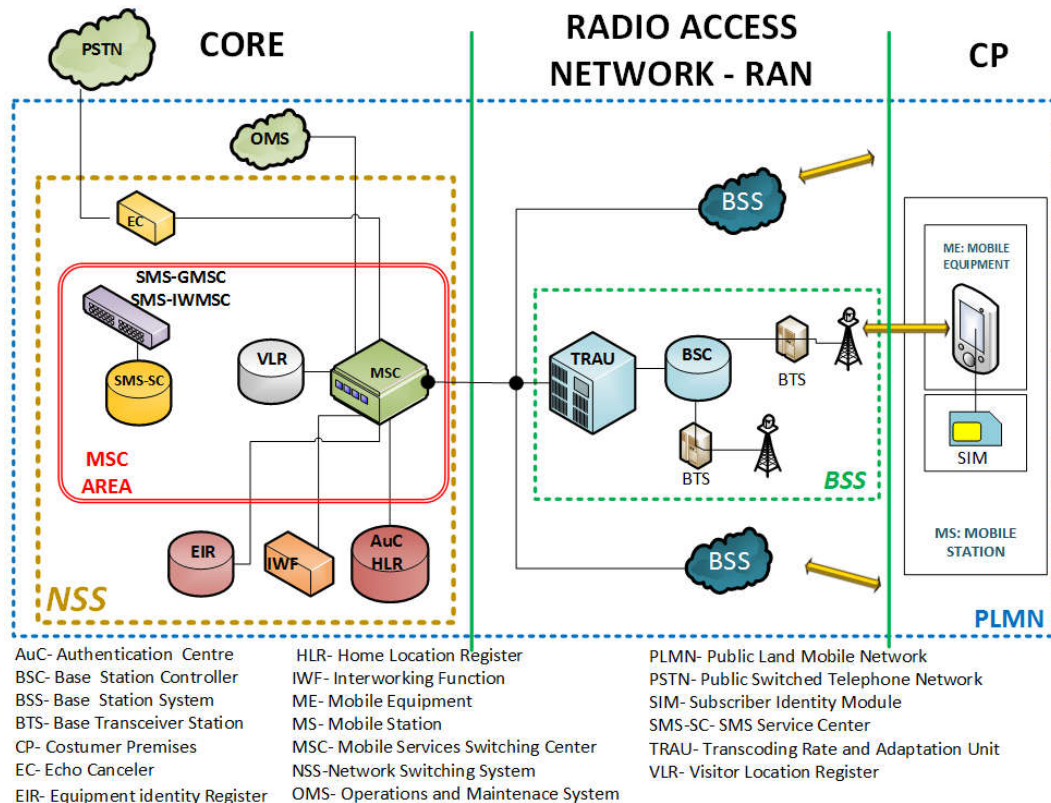 PSTN
CORE
RADIO ACCESS
NETWORK - RAN
CP
OMS
BSS
EC
ME: MOBILE
EQUIPMENT
SMS-GMSC
SMS-IWMSC
VLR
MSC
SMS-SC
TRAU
BSC
BTS
SIM
BTS
MSC
AREA
BSS
MS: MOBILE
STATION
EIR
IWF
AuC
HLR
BSS
NSS
PLMN
AuC- Authentication Centre
BSC- Base Station Controller
BSS- Base Station System
BTS- Base Transceiver Station
CP- Costumer Premises
EC- Echo Canceler
EIR- Equipment identity Register
HLR- Home Location Register
IWF- Interworking Function
ME- Mobile Equipment
MS- Mobile Station
MSC- Mobile Services Switching Center
NSS-Network Switching System
OMS- Operations and Maintenace System
PLMN- Public Land Mobile Network
PSTN- Public Switched Telephone Network
SIM- Subscriber Identity Module
SMS-SC- SMS Service Center
TRAU- Transcoding Rate and Adaptation Unit
VLR- Visitor Location Register